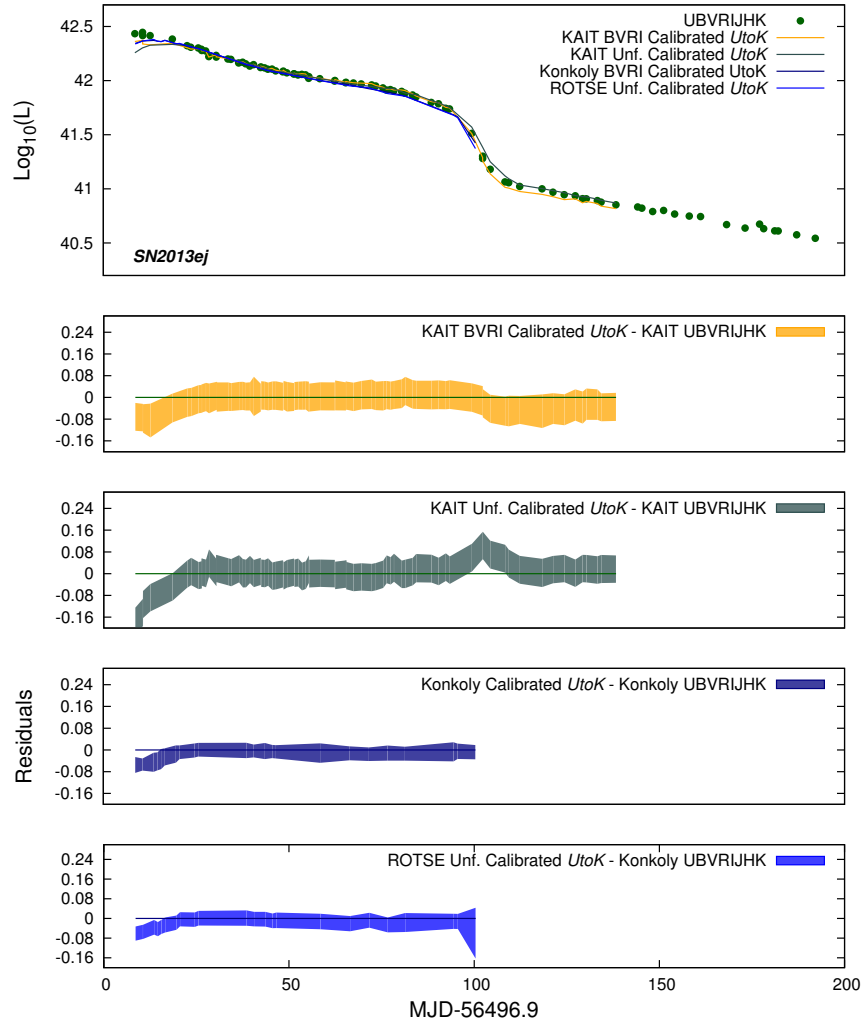 42.5
42
41.5
41
40.5
Log10(L)
UBVRIJHK
KAIT BVRI Calibrated UtoK
KAIT Unf. Calibrated UtoK
Konkoly BVRI Calibrated UtoK
ROTSE Unf. Calibrated UtoK
SN2013ej
0.24
0.16
0.08
0
-0.08
-0.16
KAIT BVRI Calibrated UtoK - KAIT UBVRIJHK
0.24
0.16
0.08
0
-0.08
-0.16
KAIT Unf. Calibrated UtoK - KAIT UBVRIJHK
0.24
0.16
0.08
0
-0.08
-0.16
Konkoly Calibrated UtoK - Konkoly UBVRIJHK
Residuals
0.24
0.16
0.08
0
-0.08
-0.16
ROTSE Unf. Calibrated UtoK - Konkoly UBVRIJHK
0
50
100
150
200
MJD-56496.9